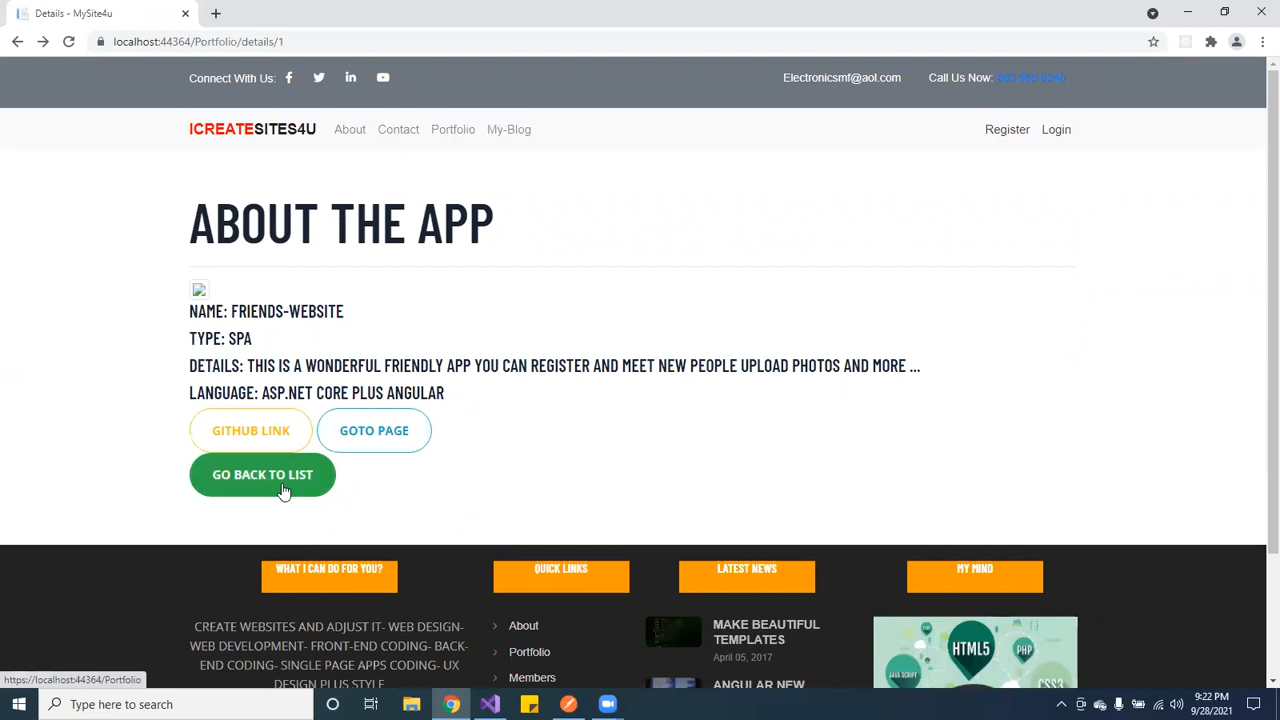 Details - MySite4u
localhost:44364/Portfolio/details/1
Connect With Us:
Electronicsmf@aol.com
Call Us Now:
ICREATESITES4U
About
Contact
Portfolio
My-Blog
Register
Login
ABOUT THE APP
NAME: FRIENDS-WEBSITE
TYPE: SPA
DETAILS: THIS IS A WONDERFUL FRIENDLY APP YOU CAN REGISTER AND MEET NEW PEOPLE UPLOAD PHOTOS AND MORE ...
LANGUAGE: ASP.NET CORE PLUS ANGULAR
GITHUB LINK
GOTO PAGE
GO BACK TO LIST
WHAT I CAN DO FOR YOU?
QUICK LINKS
LATEST NEWS
MY MIND
CREATE WEBSITES AND ADJUST IT- WEB DESIGN-
WEB DEVELOPMENT- FRONT-END CODING- BACK-
END CODING- SINGLE PAGE APPS CODING- UX
DESIGN PLUS STYLE
About
Portfolio
Members
MAKE BEAUTIFUL
TEMPLATES
April 05, 2017
ANGULAR NEW
HTML5
PHP
JAVA SCRIPT
CSS3
https://localhost:44364/Portfolio
Type here to search
9:22 PM
9/28/2021